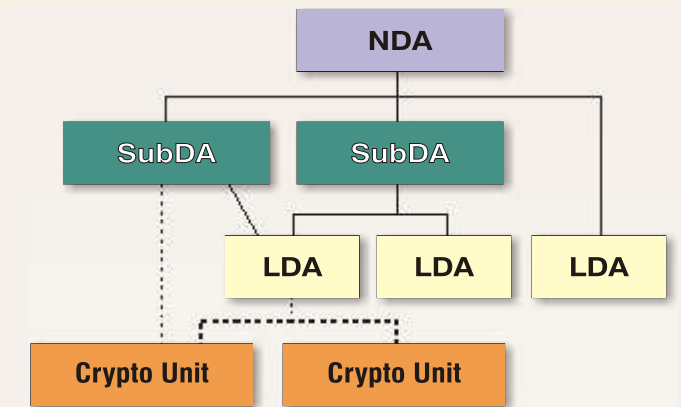 NDA
SubDA
SubDA
LDA
LDA
LDA
Crypto Unit
Crypto Unit